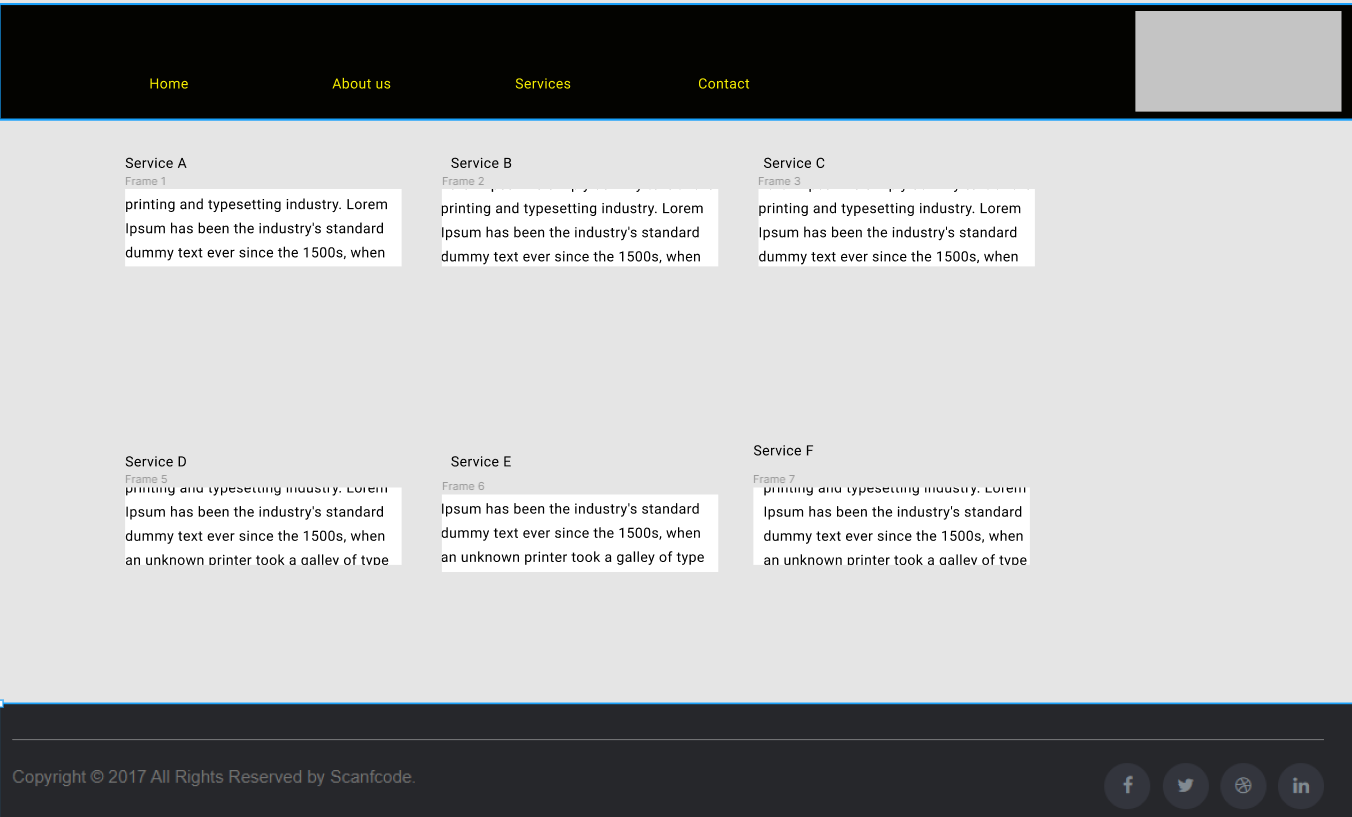 Home
About us
Services
Contact
Service A
Frame 1
printing and typesetting industry. Lorem
Ipsum has been the industry's standard
dummy text ever since the 1500s, when
Service B
Frame 2
printing and typesetting industry. Lorem
Ipsum has been the industry's standard
dummy text ever since the 1500s, when
Service C
Frame 3
printing and typesetting industry. Lorem
Ipsum has been the industry's standard
dummy text ever since the 1500s, when
Service D
Frame 5
printing and typesetting industry. Lorem
Ipsum has been the industry's standard
dummy text ever since the 1500s, when
an unknown printer took a galley of type
Service E
Frame 6
Ipsum has been the industry's standard
dummy text ever since the 1500s, when
an unknown printer took a galley of type
Service F
Frame 7
printing and typesetting industry. Lorem
Ipsum has been the industry's standard
dummy text ever since the 1500s, when
an unknown printer took a galley of type
Copyright © 2017 All Rights Reserved by Scanfcode.